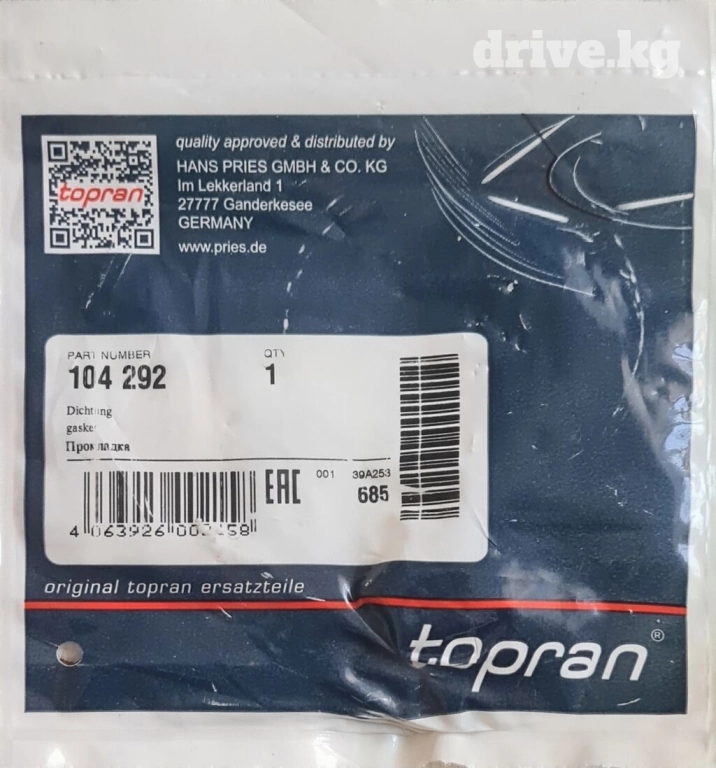 drive.kg
topran
quality approved & distributed by
HANS PRIES GMBH & CO. KG
Im Lekkerland 1
27777 Ganderkesee
GERMANY
www.pries.de
PART NUMBER
QTY
104 292
1
Dichtung
gasket
Прокладка
EAC
001
39A253
685
original topran ersatzteile
topran®